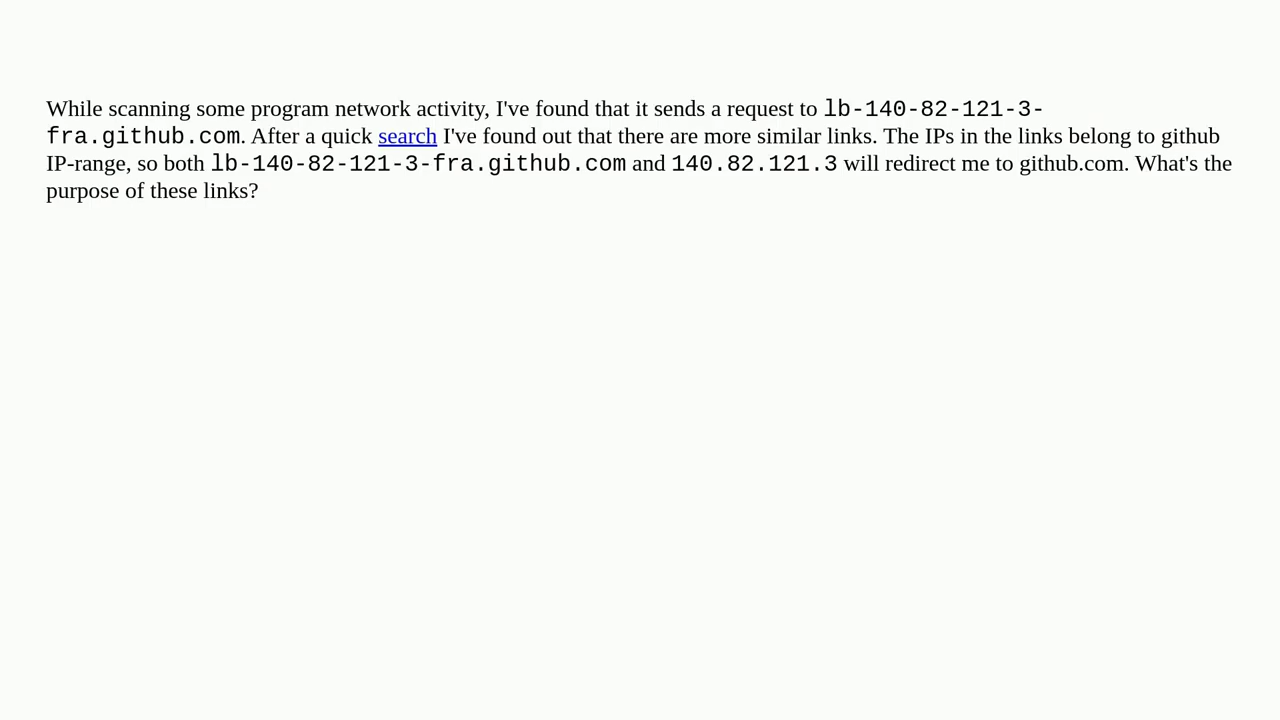 While scanning some program network activity, I've found that it sends a request to lb-140-82-121-3-
fra.github.com. After a quick search I've found out that there are more similar links. The IPs in the links belong to github
IP-range, so both lb-140-82-121-3-fra.github.com and 140.82.121.3 will redirect me to github.com. What's the
purpose of these links?